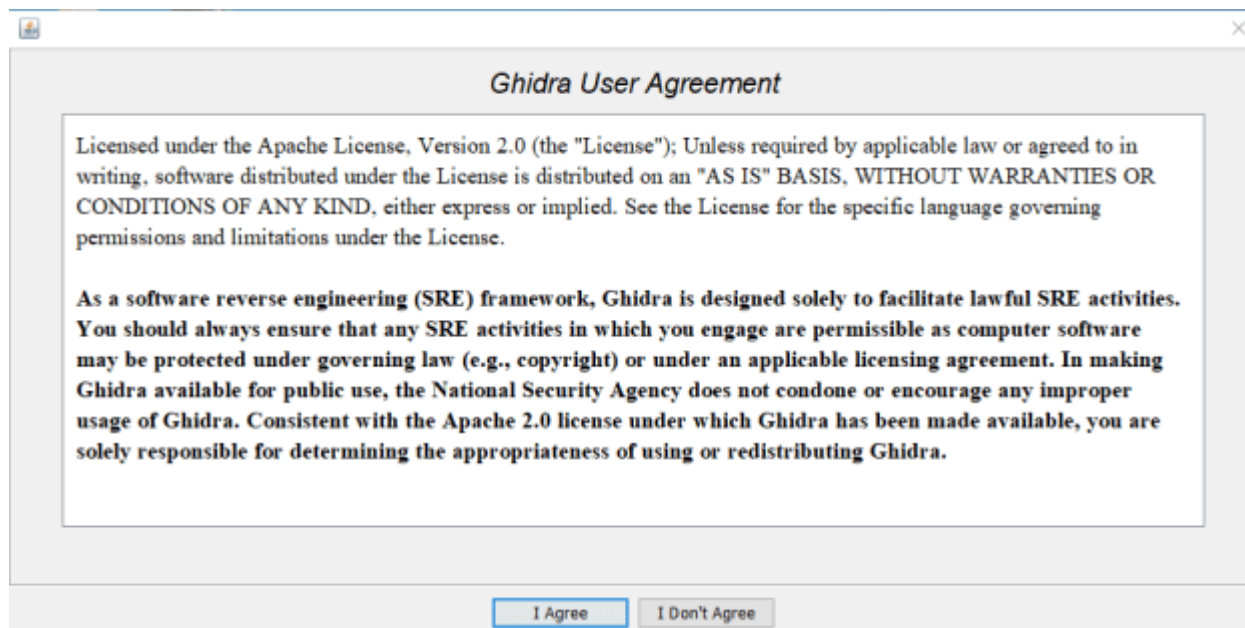 Ghidra User Agreement
Licensed under the Apache License, Version 2.0 (the "License"); Unless required by applicable law or agreed to in
writing, software distributed under the License is distributed on an "AS IS" BASIS, WITHOUT WARRANTIES OR
CONDITIONS OF ANY KIND, either express or implied. See the License for the specific language governing
permissions and limitations under the License.
As a software reverse engineering (SRE) framework, Ghidra is designed solely to facilitate lawful SRE activities.
You should always ensure that any SRE activities in which you engage are permissible as computer software
may be protected under governing law (e.g., copyright) or under an applicable licensing agreement. In making
Ghidra available for public use, the National Security Agency does not condone or encourage any improper
usage of Ghidra. Consistent with the Apache 2.0 license under which Ghidra has been made available, you are
solely responsible for determining the appropriateness of using or redistributing Ghidra.
I Agree I Don't Agree